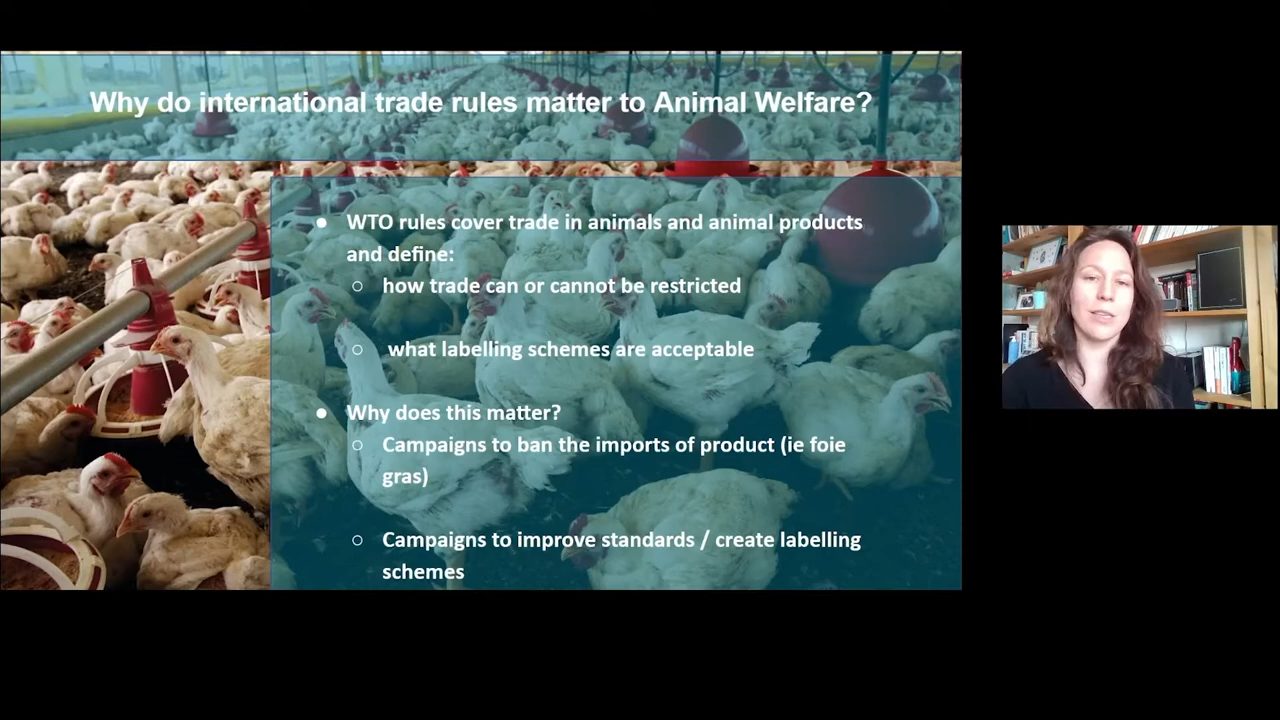 Why do international trade rules matter to Animal Welfare?
● WTO rules cover trade in animals and animal products
and define:
○ how trade can or cannot be restricted
○ what labelling schemes are acceptable
● Why does this matter?
○ Campaigns to ban the imports of product (ie foie
gras)
○ Campaigns to improve standards / create labelling
schemes